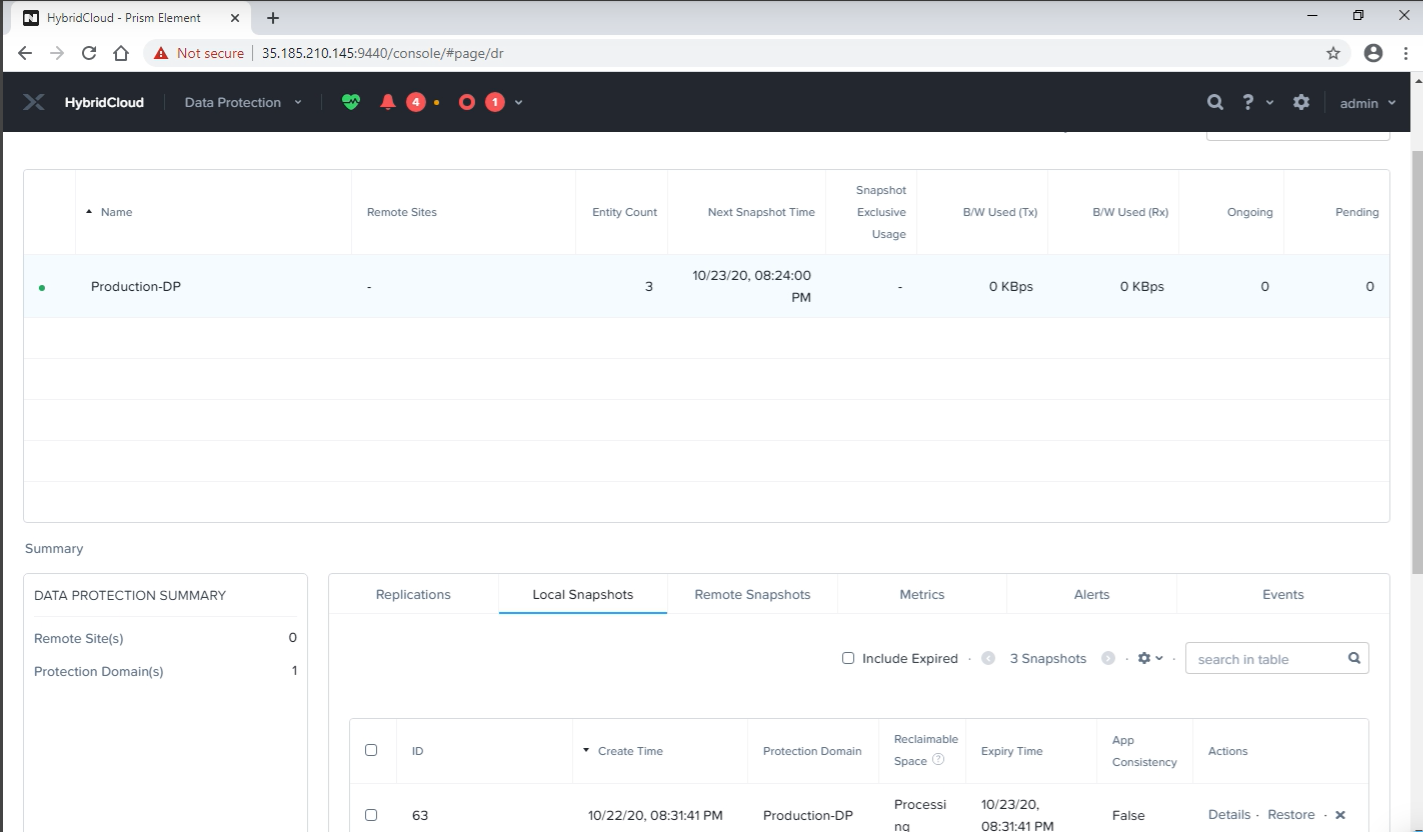 HybridCloud - Prism Element
Not secure 35.185.210.145:9440/console/#page/dr
HybridCloud Data Protection 4 1 ? admin
Name Remote Sites Entity Count Next Snapshot Time Snapshot Exclusive Usage B/W Used (Tx) B/W Used (Rx) Ongoing Pending
Production-DP - 3 10/23/20, 08:24:00 PM - 0 KBps 0 KBps 0 0
Summary
DATA PROTECTION SUMMARY
Remote Site(s) 0
Protection Domain(s) 1
Replications Local Snapshots Remote Snapshots Metrics Alerts Events
Include Expired · 3 Snapshots · · search in table
ID Create Time Protection Domain Reclaimable Space ? Expiry Time App Consistency Actions
63 10/22/20, 08:31:41 PM Production-DP Processing 10/23/20, 08:31:41 PM False Details · Restore ·